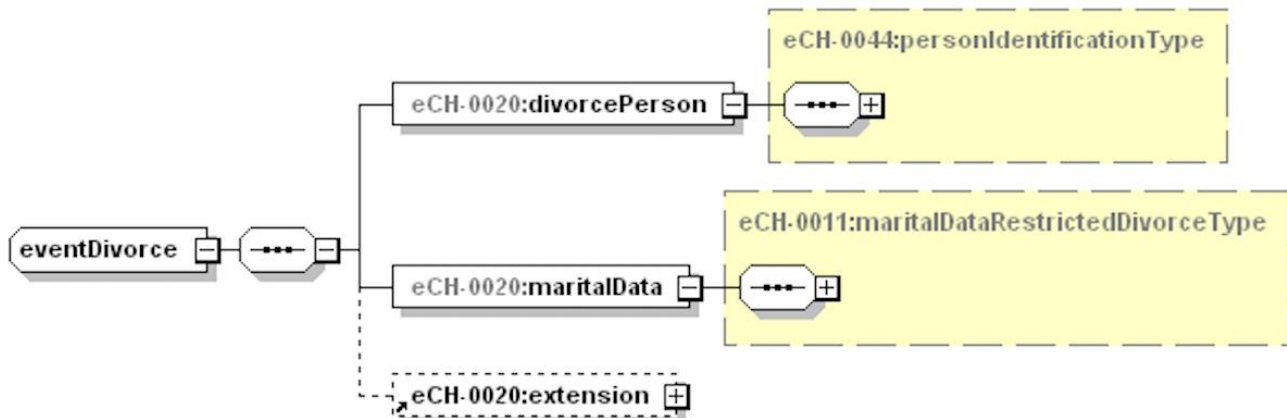 eCH-0044:personIdentificationType
eCH-0020:divorcePerson
eCH-0011:maritalDataRestrictedDivorceType
eventDivorce
eCH-0020:maritalData
eCH-0020:extension